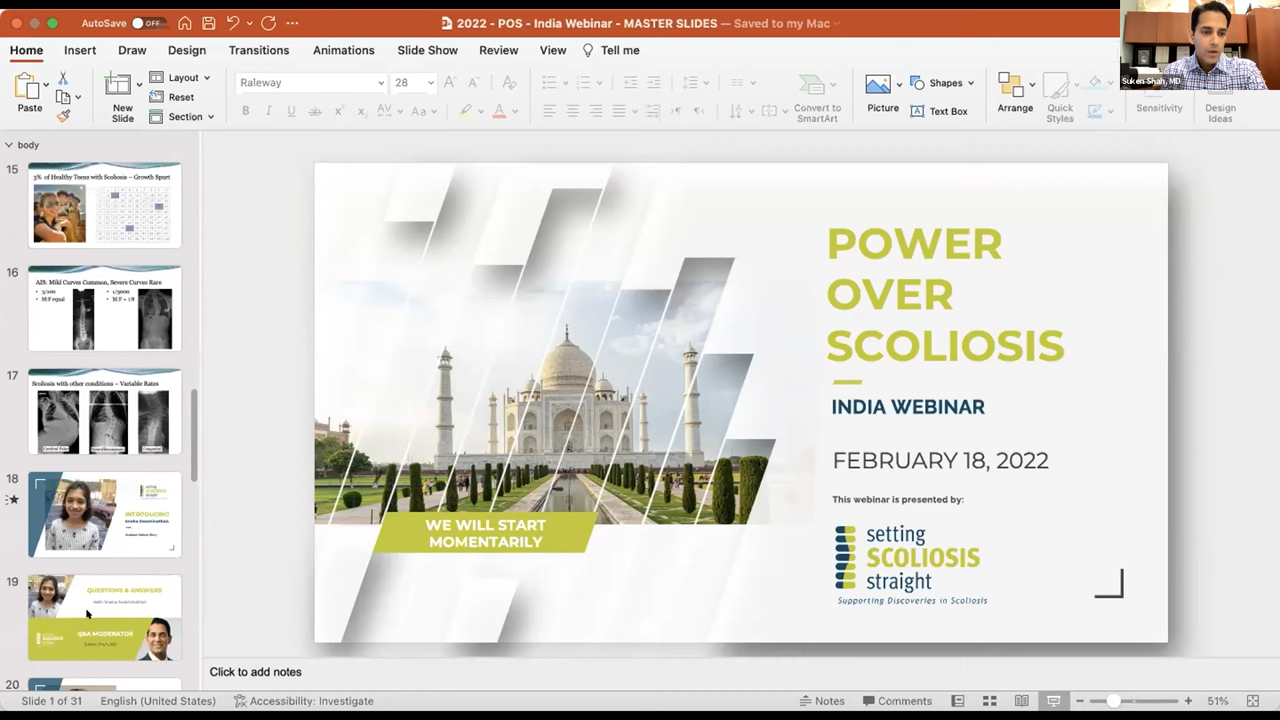 AutoSave OFF
2022 - POS - India Webinar - MASTER SLIDES — Saved to my Mac
Home Insert Draw Design Transitions Animations Slide Show Review View Tell me
Paste
New
Slide
Layout
Reset
Section
Raleway 28
Convert to
SmartArt
Picture
Shapes
Text Box
Arrange
Quick
Styles
Sensitivity
Design
Ideas
Suken Shah, MD
body
15
3% of Healthy Teens with Scoliosis – Growth Spurt
16
AIS: Mild Curves Common, Severe Curves Rare
17
Scoliosis with other conditions – Variable Rates
18
setting
SCOLIOSIS
straight
INTRODUCING
19
QUESTIONS & ANSWERS
Q&A MODERATOR
Suken Shah, MD
20
POWER
OVER
SCOLIOSIS
INDIA WEBINAR
FEBRUARY 18, 2022
This webinar is presented by:
setting
SCOLIOSIS
straight
Supporting Discoveries in Scoliosis
WE WILL START
MOMENTARILY
Click to add notes
Slide 1 of 31 English (United States) Accessibility: Investigate Notes Comments 51%